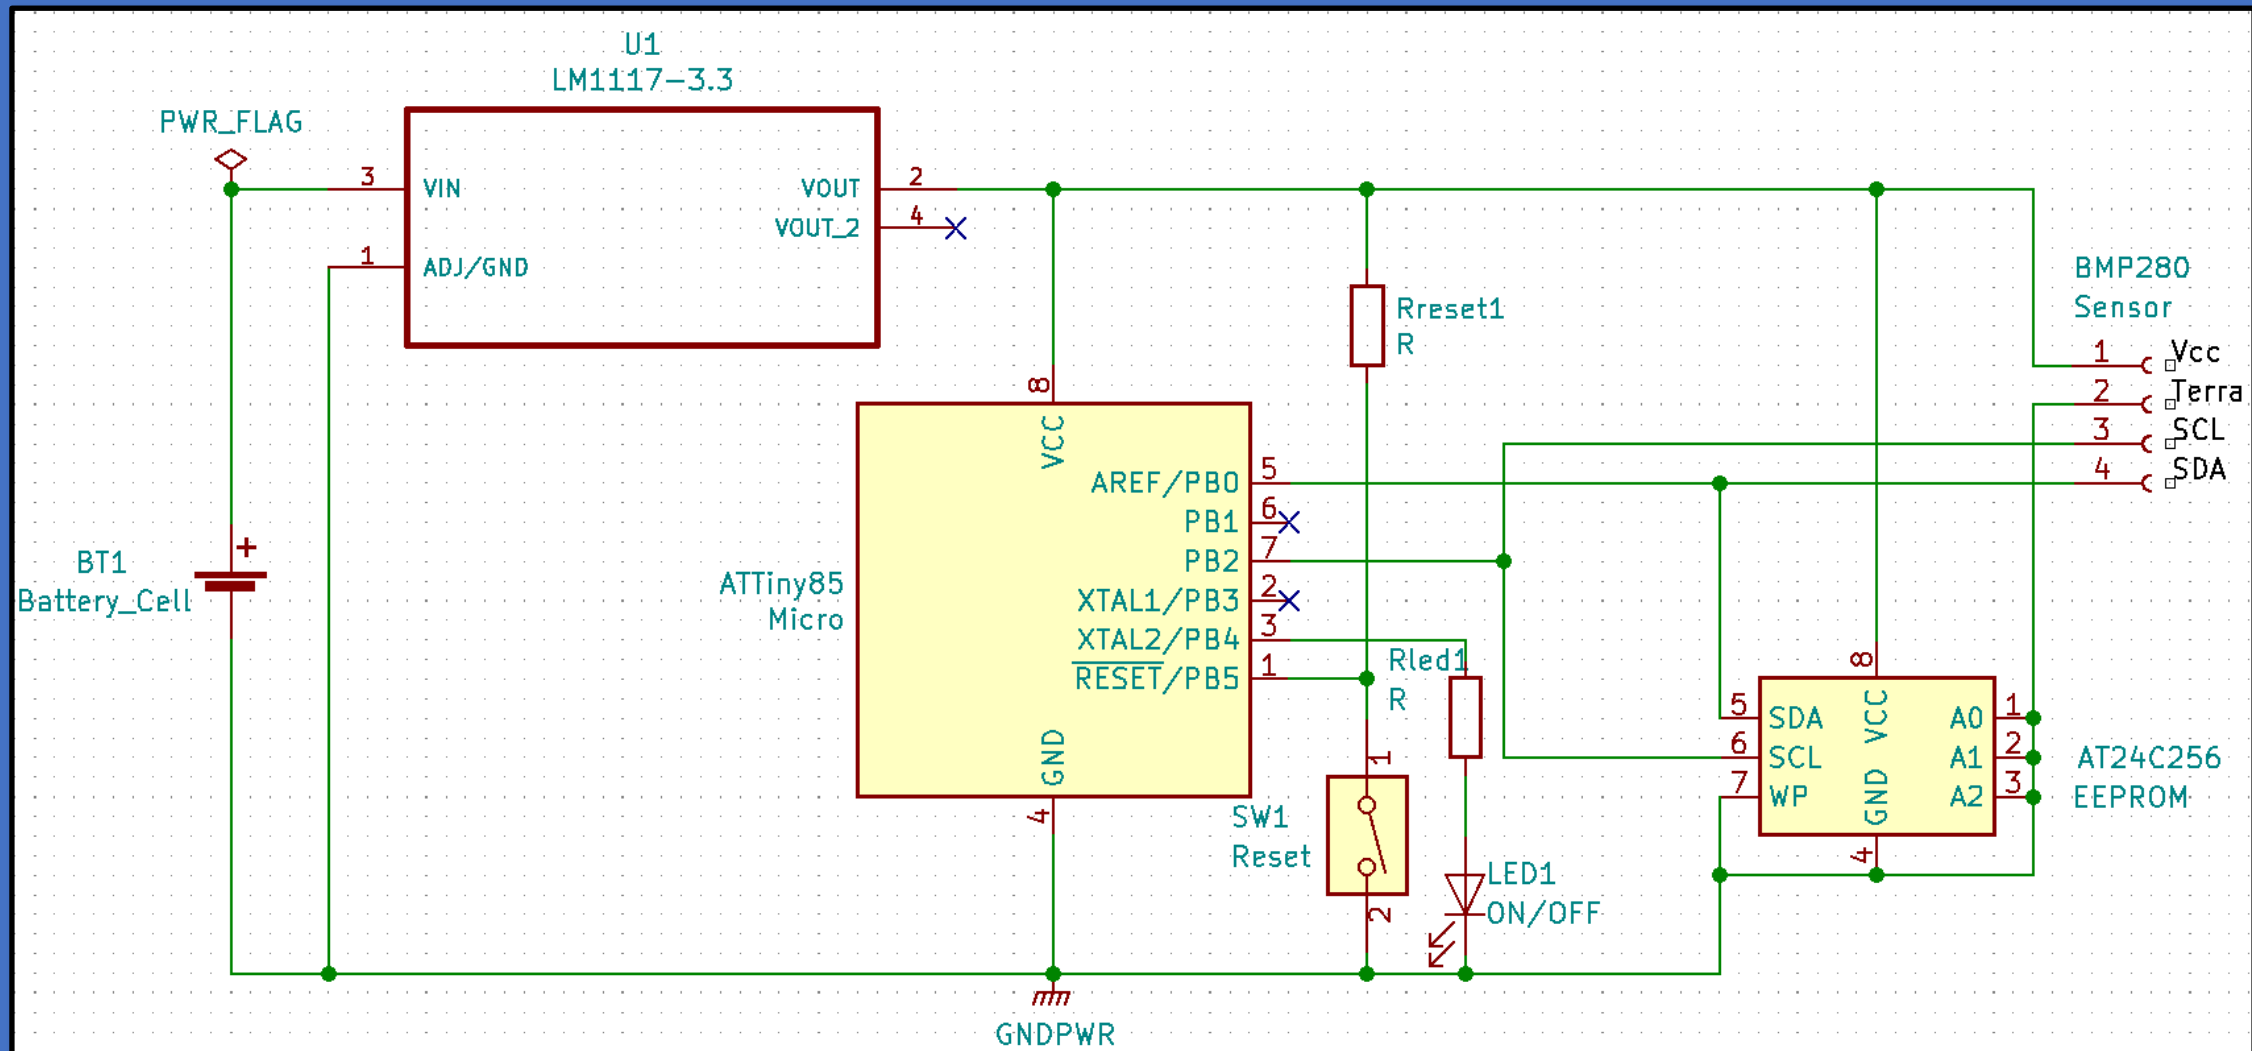 U1
LM1117-3.3
PWR_FLAG
3
VIN
VOUT
2
VOUT_2
4
1
ADJ/GND
BMP280
Sensor
Rreset1
R
1
Vcc
2
Terra
3
SCL
4
SDA
8
VCC
AREF/PB0
5
PB1
6
PB2
7
XTAL1/PB3
2
XTAL2/PB4
3
RESET/PB5
1
GND
4
BT1
+
Battery_Cell
ATTiny85
Micro
Rled1
R
1
SW1
Reset
2
LED1
ON/OFF
8
VCC
5
SDA
A0
1
6
SCL
A1
2
7
WP
A2
3
GND
4
AT24C256
EEPROM
GNDPWR